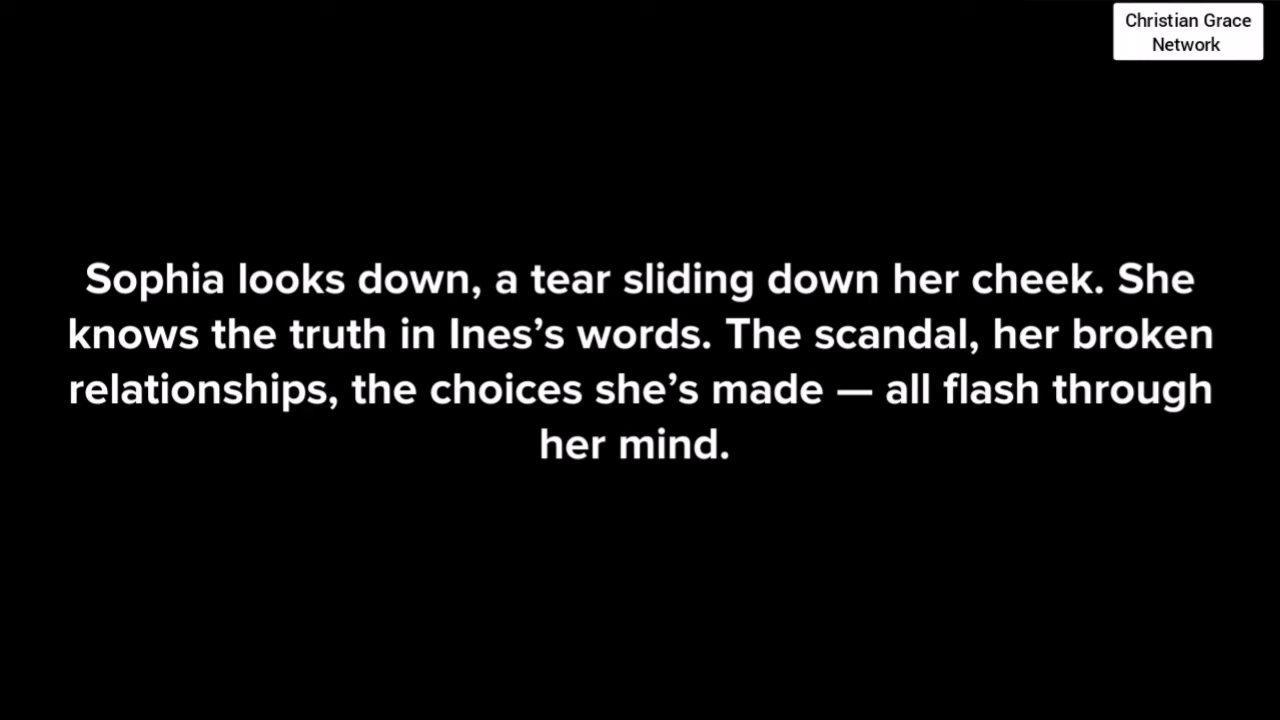 Christian Grace
Network
Sophia looks down, a tear sliding down her cheek. She
knows the truth in Ines’s words. The scandal, her broken
relationships, the choices she’s made — all flash through
her mind.